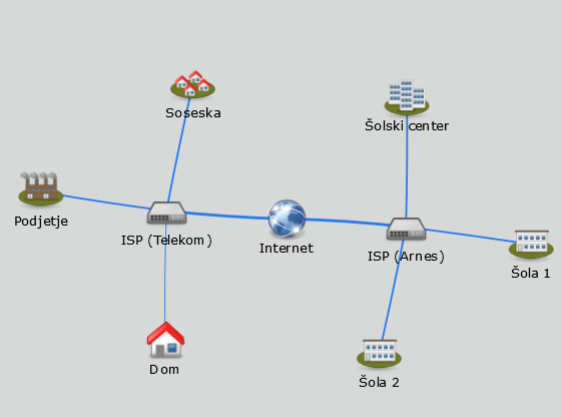 Soseska
Šolski center
Podjetje
ISP (Telekom)
Internet
ISP (Arnes)
Šola 1
Dom
Šola 2